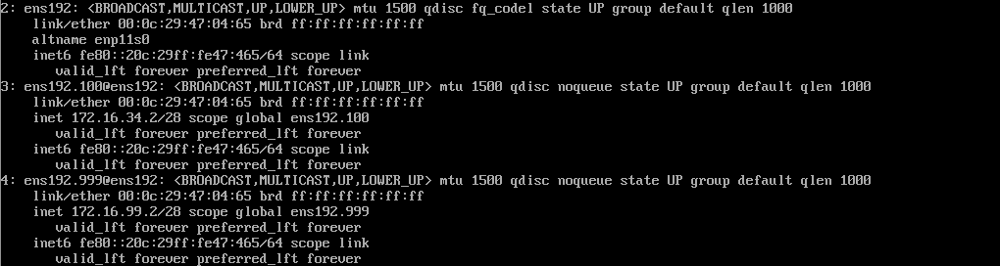 2: ens192: <BROADCAST,MULTICAST,UP,LOWER_UP> mtu 1500 qdisc fq_codel state UP group default qlen 1000
    link/ether 00:0c:29:47:04:65 brd ff:ff:ff:ff:ff:ff
    altname enp11s0
    inet6 fe80::20c:29ff:fe47:465/64 scope link
       valid_lft forever preferred_lft forever
3: ens192.100@ens192: <BROADCAST,MULTICAST,UP,LOWER_UP> mtu 1500 qdisc noqueue state UP group default qlen 1000
    link/ether 00:0c:29:47:04:65 brd ff:ff:ff:ff:ff:ff
    inet 172.16.34.2/28 scope global ens192.100
       valid_lft forever preferred_lft forever
    inet6 fe80::20c:29ff:fe47:465/64 scope link
       valid_lft forever preferred_lft forever
4: ens192.999@ens192: <BROADCAST,MULTICAST,UP,LOWER_UP> mtu 1500 qdisc noqueue state UP group default qlen 1000
    link/ether 00:0c:29:47:04:65 brd ff:ff:ff:ff:ff:ff
    inet 172.16.99.2/28 scope global ens192.999
       valid_lft forever preferred_lft forever
    inet6 fe80::20c:29ff:fe47:465/64 scope link
       valid_lft forever preferred_lft forever